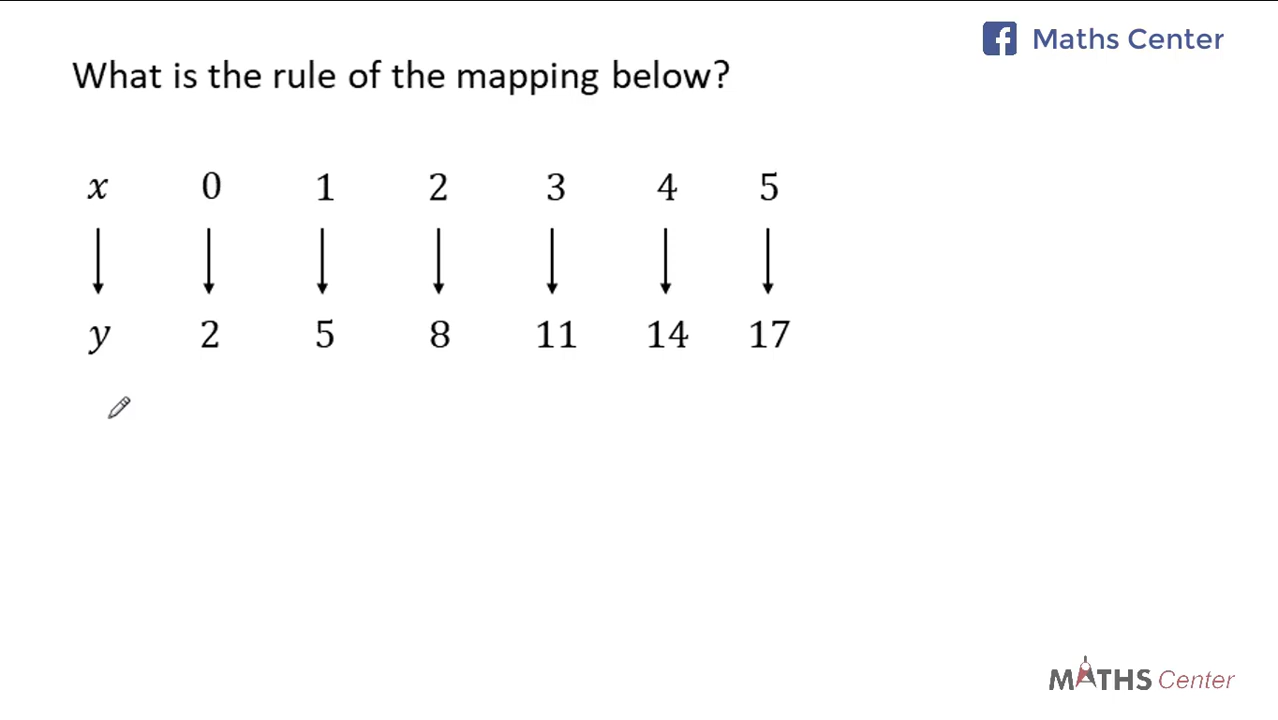 Maths Center
What is the rule of the mapping below?
x 0 1 2 3 4 5
y 2 5 8 11 14 17
MATHS Center